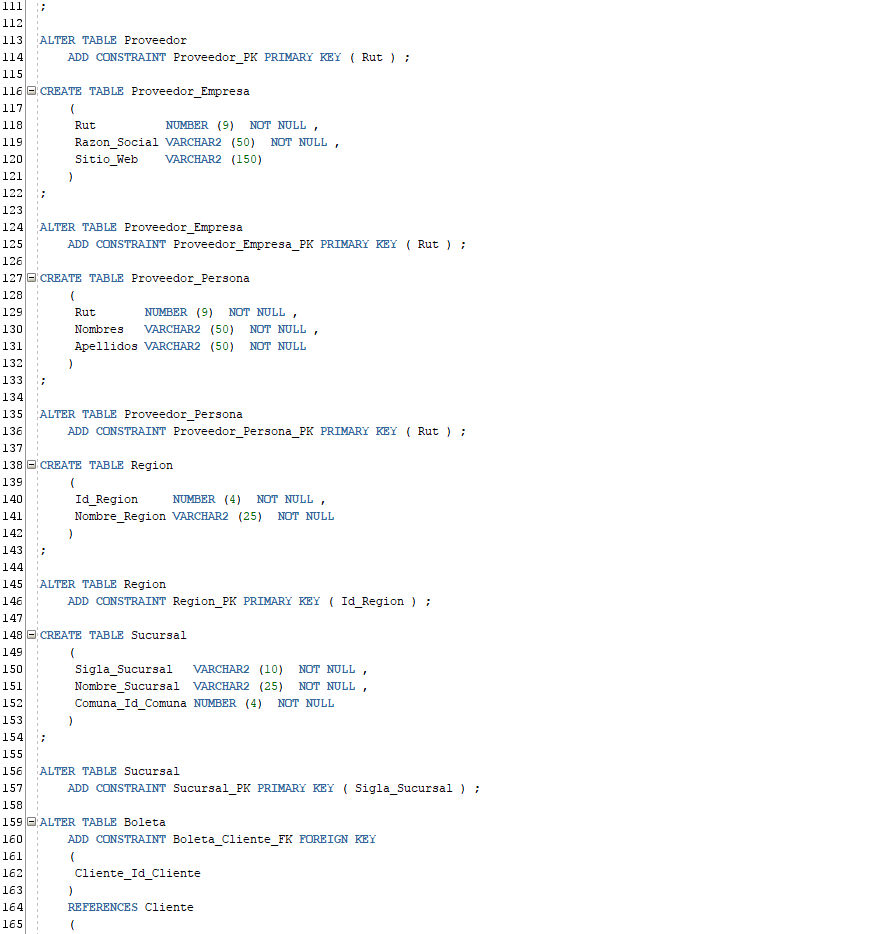 111 ;
112
113 ALTER TABLE Proveedor
114     ADD CONSTRAINT Proveedor_PK PRIMARY KEY ( Rut ) ;
115
116 CREATE TABLE Proveedor_Empresa
117     (
118      Rut          NUMBER (9)  NOT NULL ,
119      Razon_Social VARCHAR2 (50)  NOT NULL ,
120      Sitio_Web    VARCHAR2 (150)
121     )
122 ;
123
124 ALTER TABLE Proveedor_Empresa
125     ADD CONSTRAINT Proveedor_Empresa_PK PRIMARY KEY ( Rut ) ;
126
127 CREATE TABLE Proveedor_Persona
128     (
129      Rut       NUMBER (9)  NOT NULL ,
130      Nombres   VARCHAR2 (50)  NOT NULL ,
131      Apellidos VARCHAR2 (50)  NOT NULL
132     )
133 ;
134
135 ALTER TABLE Proveedor_Persona
136     ADD CONSTRAINT Proveedor_Persona_PK PRIMARY KEY ( Rut ) ;
137
138 CREATE TABLE Region
139     (
140      Id_Region     NUMBER (4)  NOT NULL ,
141      Nombre_Region VARCHAR2 (25)  NOT NULL
142     )
143 ;
144
145 ALTER TABLE Region
146     ADD CONSTRAINT Region_PK PRIMARY KEY ( Id_Region ) ;
147
148 CREATE TABLE Sucursal
149     (
150      Sigla_Sucursal   VARCHAR2 (10)  NOT NULL ,
151      Nombre_Sucursal  VARCHAR2 (25)  NOT NULL ,
152      Comuna_Id_Comuna NUMBER (4)  NOT NULL
153     )
154 ;
155
156 ALTER TABLE Sucursal
157     ADD CONSTRAINT Sucursal_PK PRIMARY KEY ( Sigla_Sucursal ) ;
158
159 ALTER TABLE Boleta
160     ADD CONSTRAINT Boleta_Cliente_FK FOREIGN KEY
161     (
162      Cliente_Id_Cliente
163     )
164     REFERENCES Cliente
165     (